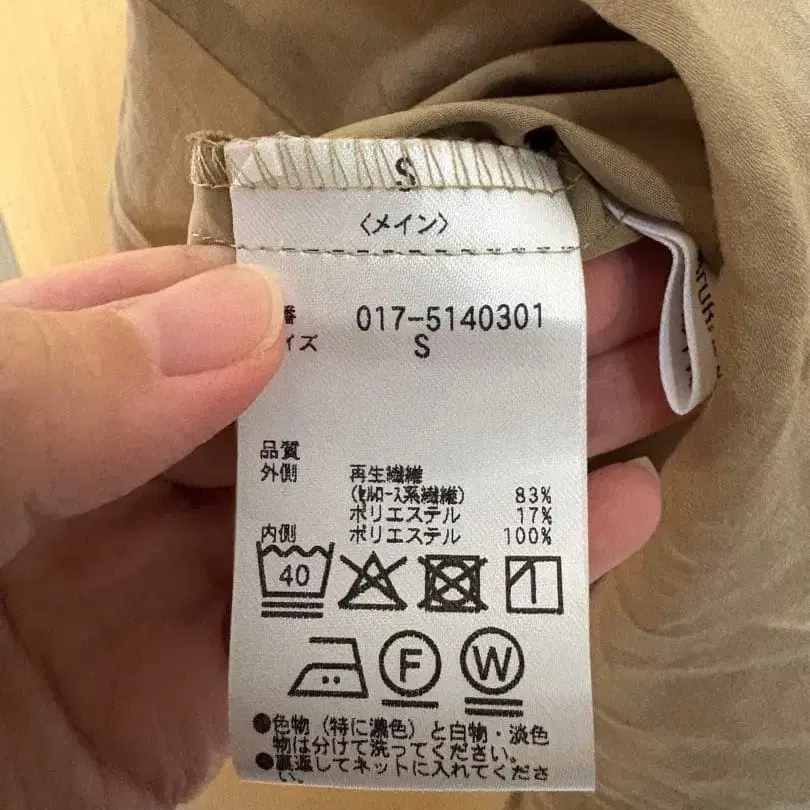 S
〈メイン〉
番 017-5140301
イズ S
品質
外側 再生繊維
(セルロース系繊維) 83%
ポリエステル 17%
内側 ポリエステル 100%
40
F W
●色物(特に濃色)と白物・淡色
物は分けて洗ってください。
●裏返してネットに入れてくださ
い。